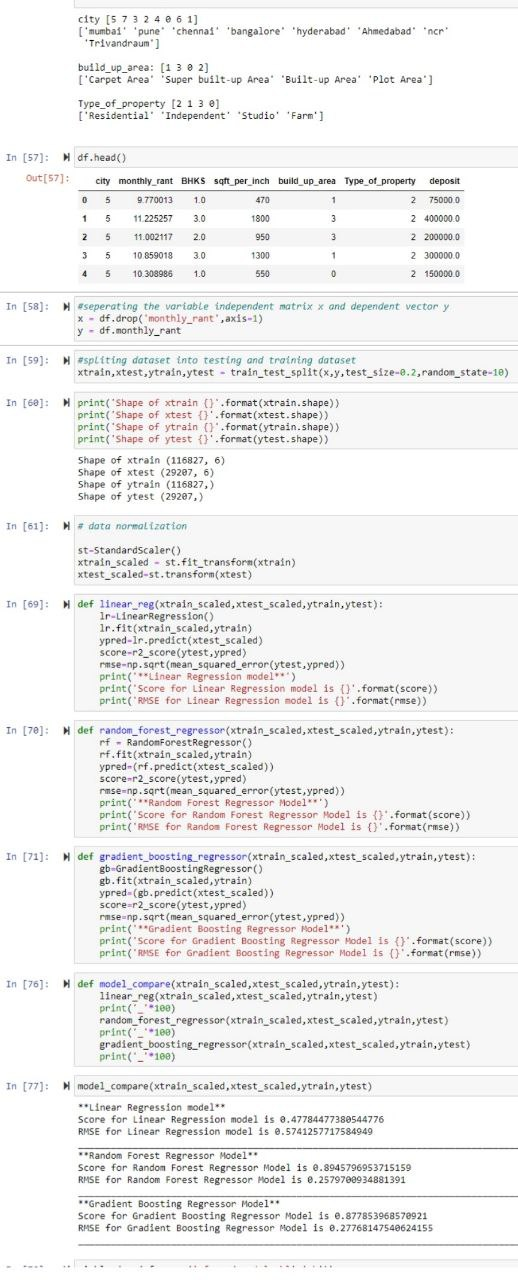 city [5 7 3 2 4 0 6 1]
['mumbai' 'pune' 'chennai' 'bangalore' 'hyderabad' 'Ahmedabad' 'ncr'
'Trivandraum']
build_up_area: [1 3 0 2]
['Carpet Area' 'Super built-up Area' 'Built-up Area' 'Plot Area']
Type_of_property [2 1 3 0]
['Residential' 'Independent' 'Studio' 'Farm']
In [57]: df.head()
Out[57]:
city monthly_rant BHKS sqft_per_inch build_up_area Type_of_property deposit
0 5 9.770013 1.0 470 1 2 75000.0
1 5 11.225257 3.0 1800 3 2 400000.0
2 5 11.002117 2.0 950 3 2 200000.0
3 5 10.859018 3.0 1300 1 2 300000.0
4 5 10.308986 1.0 550 0 2 150000.0
In [58]: #seperating the variable independent matrix x and dependent vector y
x = df.drop('monthly_rant',axis=1)
y = df.monthly_rant
In [59]: #spliting dataset into testing and training dataset
xtrain,xtest,ytrain,ytest = train_test_split(x,y,test_size=0.2,random_state=10)
In [60]: print('Shape of xtrain {}'.format(xtrain.shape))
print('Shape of xtest {}'.format(xtest.shape))
print('Shape of ytrain {}'.format(ytrain.shape))
print('Shape of ytest {}'.format(ytest.shape))
Shape of xtrain (116827, 6)
Shape of xtest (29207, 6)
Shape of ytrain (116827,)
Shape of ytest (29207,)
In [61]: # data normalization
st=StandardScaler()
xtrain_scaled = st.fit_transform(xtrain)
xtest_scaled=st.transform(xtest)
In [69]: def linear_reg(xtrain_scaled,xtest_scaled,ytrain,ytest):
lr=LinearRegression()
lr.fit(xtrain_scaled,ytrain)
ypred=lr.predict(xtest_scaled)
score=r2_score(ytest,ypred)
rmse=np.sqrt(mean_squared_error(ytest,ypred))
print('**Linear Regression model**')
print('Score for Linear Regression model is {}'.format(score))
print('RMSE for Linear Regression model is {}'.format(rmse))
In [70]: def random_forest_regressor(xtrain_scaled,xtest_scaled,ytrain,ytest):
rf = RandomForestRegressor()
rf.fit(xtrain_scaled,ytrain)
ypred=(rf.predict(xtest_scaled))
score=r2_score(ytest,ypred)
rmse=np.sqrt(mean_squared_error(ytest,ypred))
print('**Random Forest Regressor Model**')
print('Score for Random Forest Regressor Model is {}'.format(score))
print('RMSE for Random Forest Regressor Model is {}'.format(rmse))
In [71]: def gradient_boosting_regressor(xtrain_scaled,xtest_scaled,ytrain,ytest):
gb=GradientBoostingRegressor()
gb.fit(xtrain_scaled,ytrain)
ypred=(gb.predict(xtest_scaled))
score=r2_score(ytest,ypred)
rmse=np.sqrt(mean_squared_error(ytest,ypred))
print('**Gradient Boosting Regressor Model**')
print('Score for Gradient Boosting Regressor Model is {}'.format(score))
print('RMSE for Gradient Boosting Regressor Model is {}'.format(rmse))
In [76]: def model_compare(xtrain_scaled,xtest_scaled,ytrain,ytest):
linear_reg(xtrain_scaled,xtest_scaled,ytrain,ytest)
print('_'*100)
random_forest_regressor(xtrain_scaled,xtest_scaled,ytrain,ytest)
print('_'*100)
gradient_boosting_regressor(xtrain_scaled,xtest_scaled,ytrain,ytest)
print('_'*100)
In [77]: model_compare(xtrain_scaled,xtest_scaled,ytrain,ytest)
**Linear Regression model**
Score for Linear Regression model is 0.47784477380544776
RMSE for Linear Regression model is 0.5741257717584949
**Random Forest Regressor Model**
Score for Random Forest Regressor Model is 0.8945796953715159
RMSE for Random Forest Regressor Model is 0.2579700934881391
**Gradient Boosting Regressor Model**
Score for Gradient Boosting Regressor Model is 0.877853968570921
RMSE for Gradient Boosting Regressor Model is 0.27768147540624155